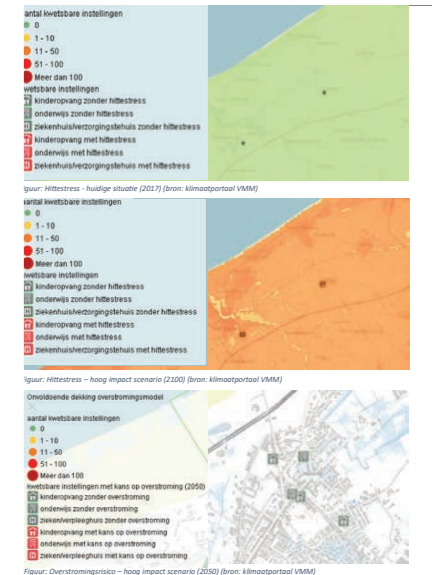 aantal kwetsbare instellingen
0
1 - 10
11 - 50
51 - 100
Meer dan 100
wetsbare instellingen
kinderopvang zonder hittestress
onderwijs zonder hittestress
ziekenhuis/verzorgingstehuis zonder hittestress
kinderopvang met hittestress
onderwijs met hittestress
ziekenhuis/verzorgingstehuis met hittestress
iguur: Hittestress - huidige situatie (2017) (bron: klimaatportaal VMM)
aantal kwetsbare instellingen
0
1 - 10
11 - 50
51 - 100
Meer dan 100
wetsbare instellingen
kinderopvang zonder hittestress
onderwijs zonder hittestress
ziekenhuis/verzorgingstehuis zonder hittestress
kinderopvang met hittestress
onderwijs met hittestress
ziekenhuis/verzorgingstehuis met hittestress
iguur: Hittestress – hoog impact scenario (2100) (bron: klimaatportaal VMM)
Onvoldoende dekking overstromingsmodel
aantal kwetsbare instellingen
0
1 - 10
11 - 50
51 - 100
Meer dan 100
kwetsbare instellingen met kans op overstroming (2050)
kinderopvang zonder overstroming
onderwijs zonder overstroming
zieken/verpleeghuis zonder overstroming
kinderopvang met kans op overstroming
onderwijs met kans op overstroming
zieken/verpleeghuis met kans op overstroming
Figuur: Overstromingsrisico – hoog impact scenario (2050) (bron: klimaatportaal VMM)